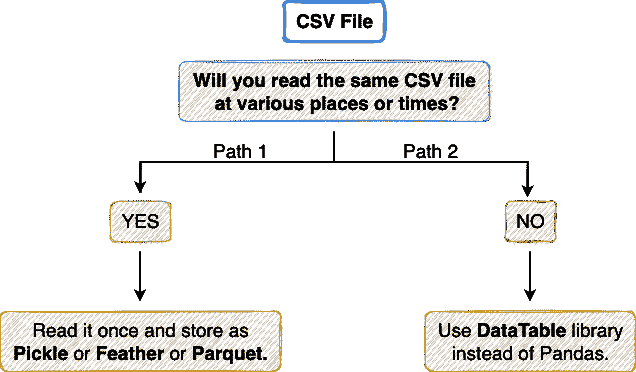 CSV File
Will you read the same CSV file
at various places or times?
Path 1
Path 2
YES
NO
Read it once and store as
Pickle or Feather or Parquet.
Use DataTable library
instead of Pandas.